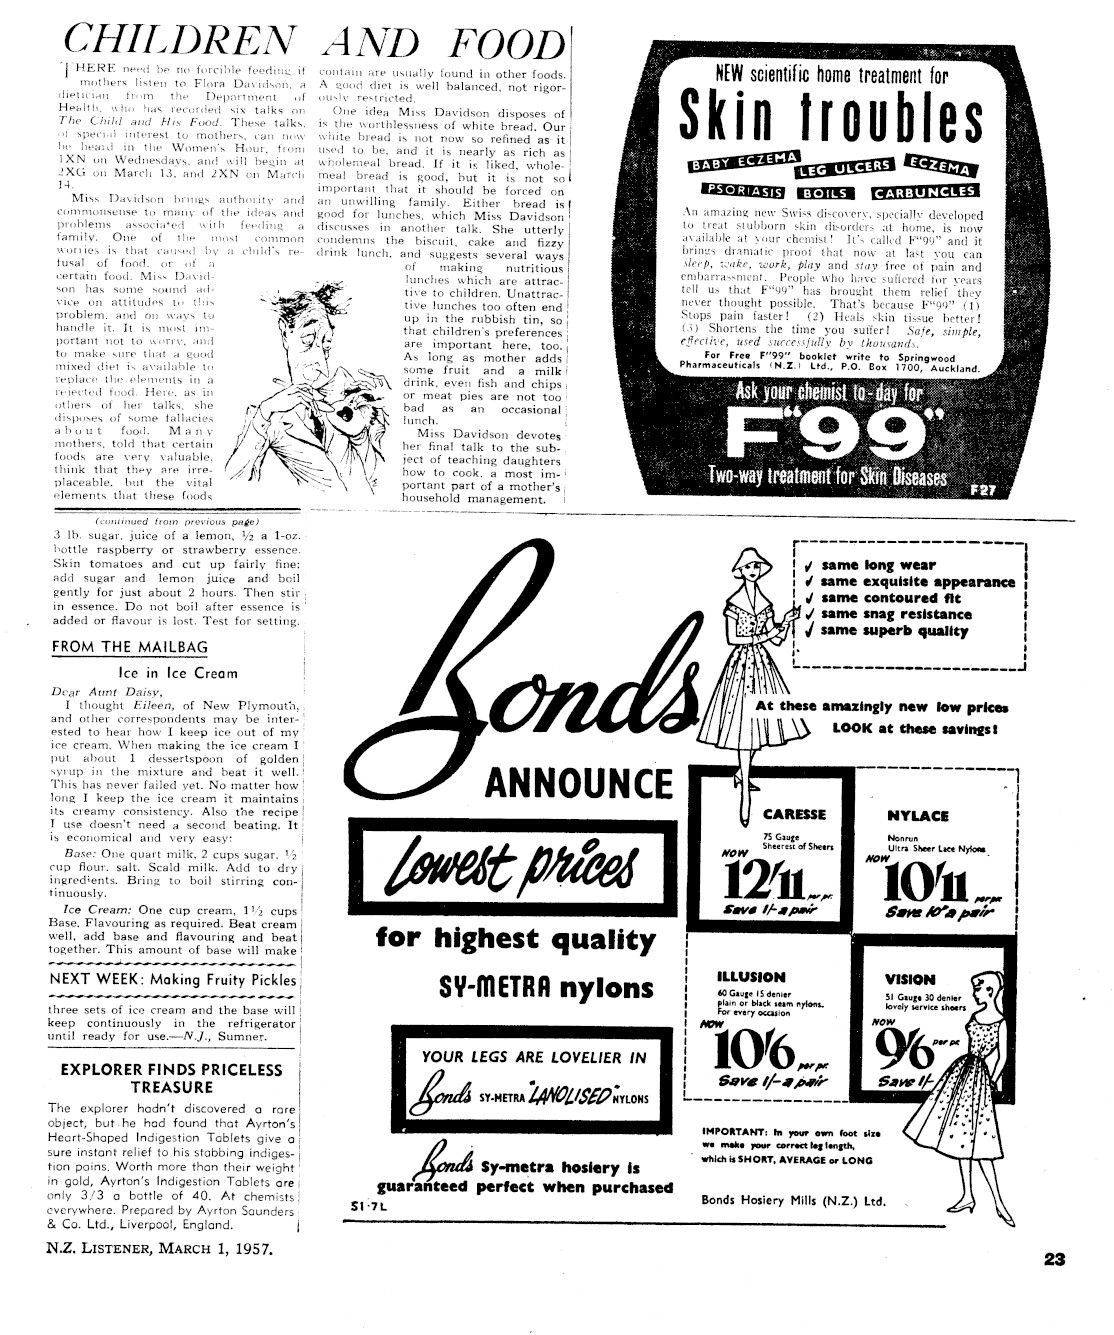 CHILDREN AND FOOD
THERE need be no forcible feeding if
mothers listen to Flora Davidson, a
dietician from the Department of
Health, who has recorded six talks on
The Child and His Food. These talks,
of special interest to mothers, can now
be heard in the Women's Hour, from
1XN on Wednesdays, and will begin at
2XG on March 13, and 2XN on March
14.
Miss Davidson brings authority and
commonsense to many of the ideas and
problems associated with feeding a
family. One of the most common
worries is that caused by a child's re-
fusal of food, or of a
certain food. Miss David-
son has some sound ad-
vice on attitudes to this
problem, and on ways to
handle it. It is most im-
portant not to worry, and
to make sure that a good
mixed diet is available to
replace the elements in a
rejected food. Here, as in
others of her talks, she
disposes of some fallacies
about food. Many
mothers, told that certain
foods are very valuable,
think that they are irre-
placeable, but the vital
elements that these foods
contain are usually found in other foods.
A good diet is well balanced, not rigor-
ously restricted.
One idea Miss Davidson disposes of
is the worthlessness of white bread. Our
white bread is not now so refined as it
used to be, and it is nearly as rich as
wholemeal bread. If it is liked, whole-
meal bread is good, but it is not so
important that it should be forced on
an unwilling family. Either bread is
good for lunches, which Miss Davidson
discusses in another talk. She utterly
condemns the biscuit, cake and fizzy
drink lunch, and suggests several ways
of making nutritious
lunches which are attrac-
tive to children. Unattrac-
tive lunches too often end
up in the rubbish tin, so
that children's preferences
are important here, too.
As long as mother adds
some fruit and a milk
drink, even fish and chips
or meat pies are not too
bad as an occasional
lunch.
Miss Davidson devotes
her final talk to the sub-
ject of teaching daughters
how to cook, a most im-
portant part of a mother's
household management.
NEW scientific home treatment for
Skin troubles
BABY ECZEMA LEG ULCERS ECZEMA
PSORIASIS BOILS CARBUNCLES
An amazing new Swiss discovery, specially developed
to treat stubborn skin disorders at home, is now
available at your chemist! It's called F"99" and it
brings dramatic proof that now at last you can
sleep, wake, work, play and stay free of pain and
embarrassment. People who have suffered for years
tell us that F"99" has brought them relief they
never thought possible. That's because F"99" (1)
Stops pain faster! (2) Heals skin tissue better!
(3) Shortens the time you suffer! Safe, simple,
effective, used successfully by thousands.
For Free F"99" booklet write to Springwood
Pharmaceuticals (N.Z.) Ltd., P.O. Box 1700, Auckland.
Ask your chemist to-day for
F"99"
Two-way treatment for Skin Diseases
F27
(continued from previous page)
3 lb. sugar, juice of a lemon, ½ a 1-oz.
bottle raspberry or strawberry essence.
Skin tomatoes and cut up fairly fine;
add sugar and lemon juice and boil
gently for just about 2 hours. Then stir
in essence. Do not boil after essence is
added or flavour is lost. Test for setting.
FROM THE MAILBAG
Ice in Ice Cream
Dear Aunt Daisy,
I thought Eileen, of New Plymouth,
and other correspondents may be inter-
ested to hear how I keep ice out of my
ice cream. When making the ice cream I
put about 1 dessertspoon of golden
syrup in the mixture and beat it well.
This has never failed yet. No matter how
long I keep the ice cream it maintains
its creamy consistency. Also the recipe
I use doesn't need a second beating. It
is economical and very easy:
Base: One quart milk, 2 cups sugar, ½
cup flour, salt. Scald milk. Add to dry
ingredients. Bring to boil stirring con-
tinuously.
Ice Cream: One cup cream, 1½ cups
Base. Flavouring as required. Beat cream
well, add base and flavouring and beat
together. This amount of base will make
NEXT WEEK: Making Fruity Pickles
three sets of ice cream and the base will
keep continuously in the refrigerator
until ready for use.—N.J., Sumner.
EXPLORER FINDS PRICELESS
TREASURE
The explorer hadn't discovered a rare
object, but he had found that Ayrton's
Heart-Shaped Indigestion Tablets give a
sure instant relief to his stabbing indiges-
tion pains. Worth more than their weight
in gold, Ayrton's Indigestion Tablets are
only 3/3 a bottle of 40. At chemists
everywhere. Prepared by Ayrton Saunders
& Co. Ltd., Liverpool, England.
Bonds
ANNOUNCE
Lowest prices
for highest quality
SY-METRA nylons
YOUR LEGS ARE LOVELIER IN
Bonds SY-METRA "LANOLISED" NYLONS
Bonds Sy-metra hosiery is
guaranteed perfect when purchased
S1·7L
✓ same long wear
✓ same exquisite appearance
✓ same contoured fit
✓ same snag resistance
✓ same superb quality
At these amazingly new low prices
LOOK at these savings!
CARESSE
75 Gauge
Sheerest of Sheers
NOW
12/11 per pr.
Save 1/- a pair
NYLACE
Nonrun
Ultra Sheer Lace Nylons
NOW
10/11 per pr.
Save 10d a pair
ILLUSION
60 Gauge 15 denier
plain or black seam nylons.
For every occasion
NOW
10/6 per pr.
Save 1/- a pair
VISION
51 Gauge 30 denier
lovely service sheers
NOW
9/6 per pr.
Save 1/-
IMPORTANT: In your own foot size
we make your correct leg length,
which is SHORT, AVERAGE or LONG
Bonds Hosiery Mills (N.Z.) Ltd.
N.Z. LISTENER, MARCH 1, 1957.
23